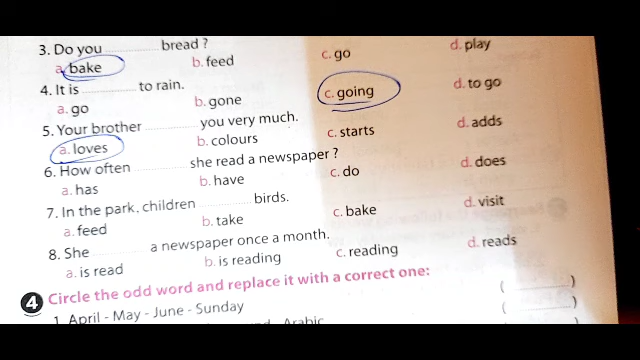 3. Do you ........ bread ?
a. bake b. feed c. go d. play
4. It is ........ to rain.
a. go b. gone c. going d. to go
5. Your brother ........ you very much.
a. loves b. colours c. starts d. adds
6. How often ........ she read a newspaper ?
a. has b. have c. do d. does
7. In the park, children ........ birds.
a. feed b. take c. bake d. visit
8. She ........ a newspaper once a month.
a. is read b. is reading c. reading d. reads
4 Circle the odd word and replace it with a correct one:
1. April - May - June - Sunday ( ........ )
Arabic ( ........ )